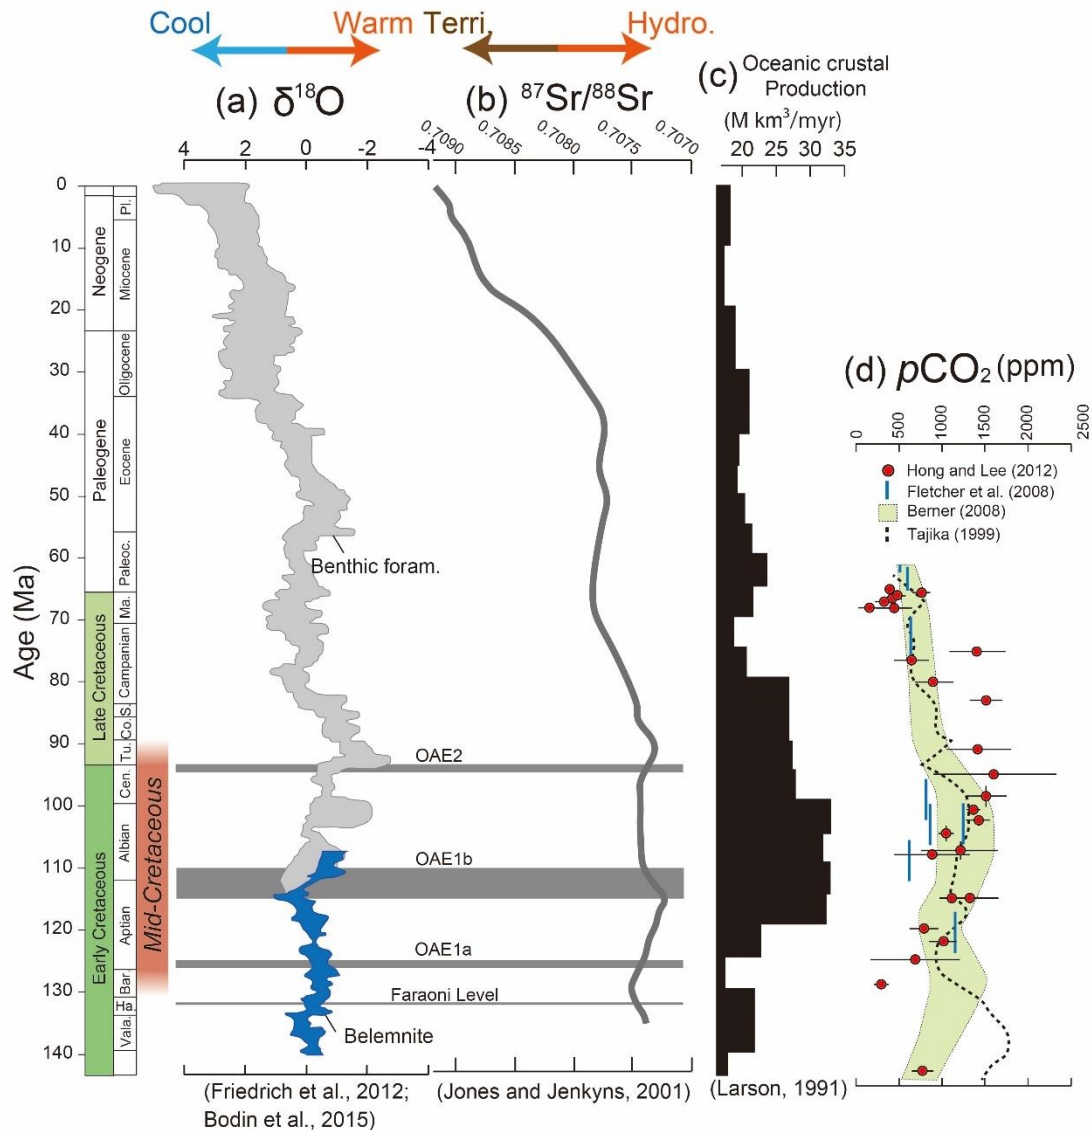 Cool
Warm
Terri.
Hydro.
(a) δ18O
(b) 87Sr/88Sr
(c) Oceanic crustal
Production
(M km3/myr)
4 2 0 -2 -4
0.7090 0.7085 0.7080 0.7075 0.7070
20 25 30 35
(d) pCO2 (ppm)
0 500 1000 1500 2000 2500
Hong and Lee (2012)
Fletcher et al. (2008)
Berner (2008)
Tajika (1999)
Age (Ma)
0
10
20
30
40
50
60
70
80
90
100
110
120
130
140
Neogene
Paleogene
Late Cretaceous
Early Cretaceous
Pl.
Miocene
Oligocene
Eocene
Paleoc.
Ma.
Campanian
S.
Co.
Tu.
Cen.
Albian
Aptian
Bar.
Ha.
Vala.
Mid-Cretaceous
Benthic foram.
OAE2
OAE1b
OAE1a
Faraoni Level
Belemnite
(Friedrich et al., 2012;
Bodin et al., 2015)
(Jones and Jenkyns, 2001)
(Larson, 1991)